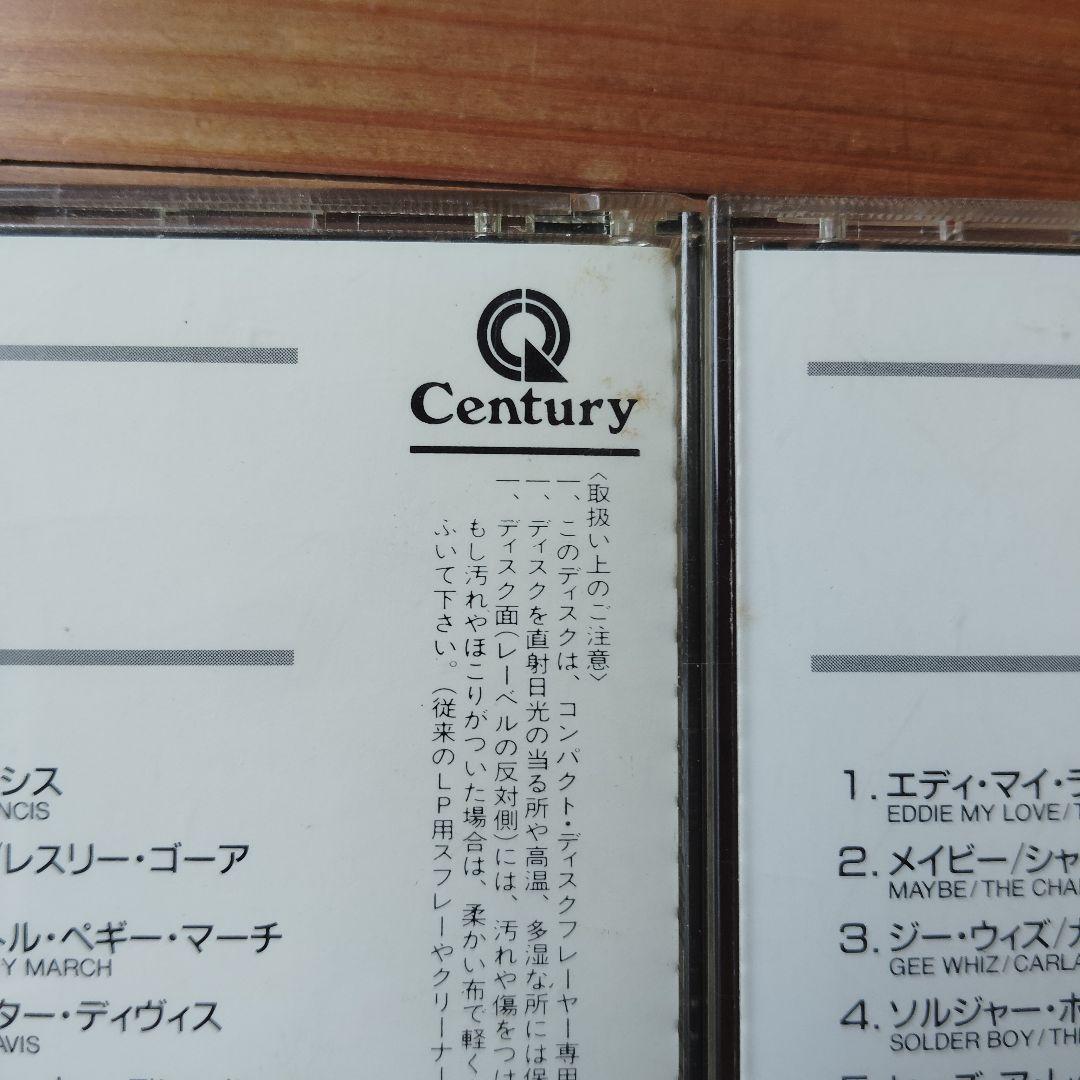 Century
〈取扱い上のご注意〉
一、このディスクは、コンパクト・ディスクプレーヤー専用
一、ディスクを直射日光の当る所や高温、多湿な所には保
一、ディスク面(レーベルの反対側)には、汚れや傷をつけ
もし汚れやほこりがついた場合は、柔かい布で軽く
ふいて下さい。(従来のLP用スプレーやクリーナー
シス
NCIS
/レスリー・ゴーア
トル・ペギー・マーチ
Y MARCH
ター・ディヴィス
AVIS
1. エディ・マイ・ラ
EDDIE MY LOVE/T
2. メイビー/シャ
MAYBE/THE CHA
3. ジー・ウィズ/カ
GEE WHIZ/CARLA
4. ソルジャー・ボ
SOLDER BOY/THE